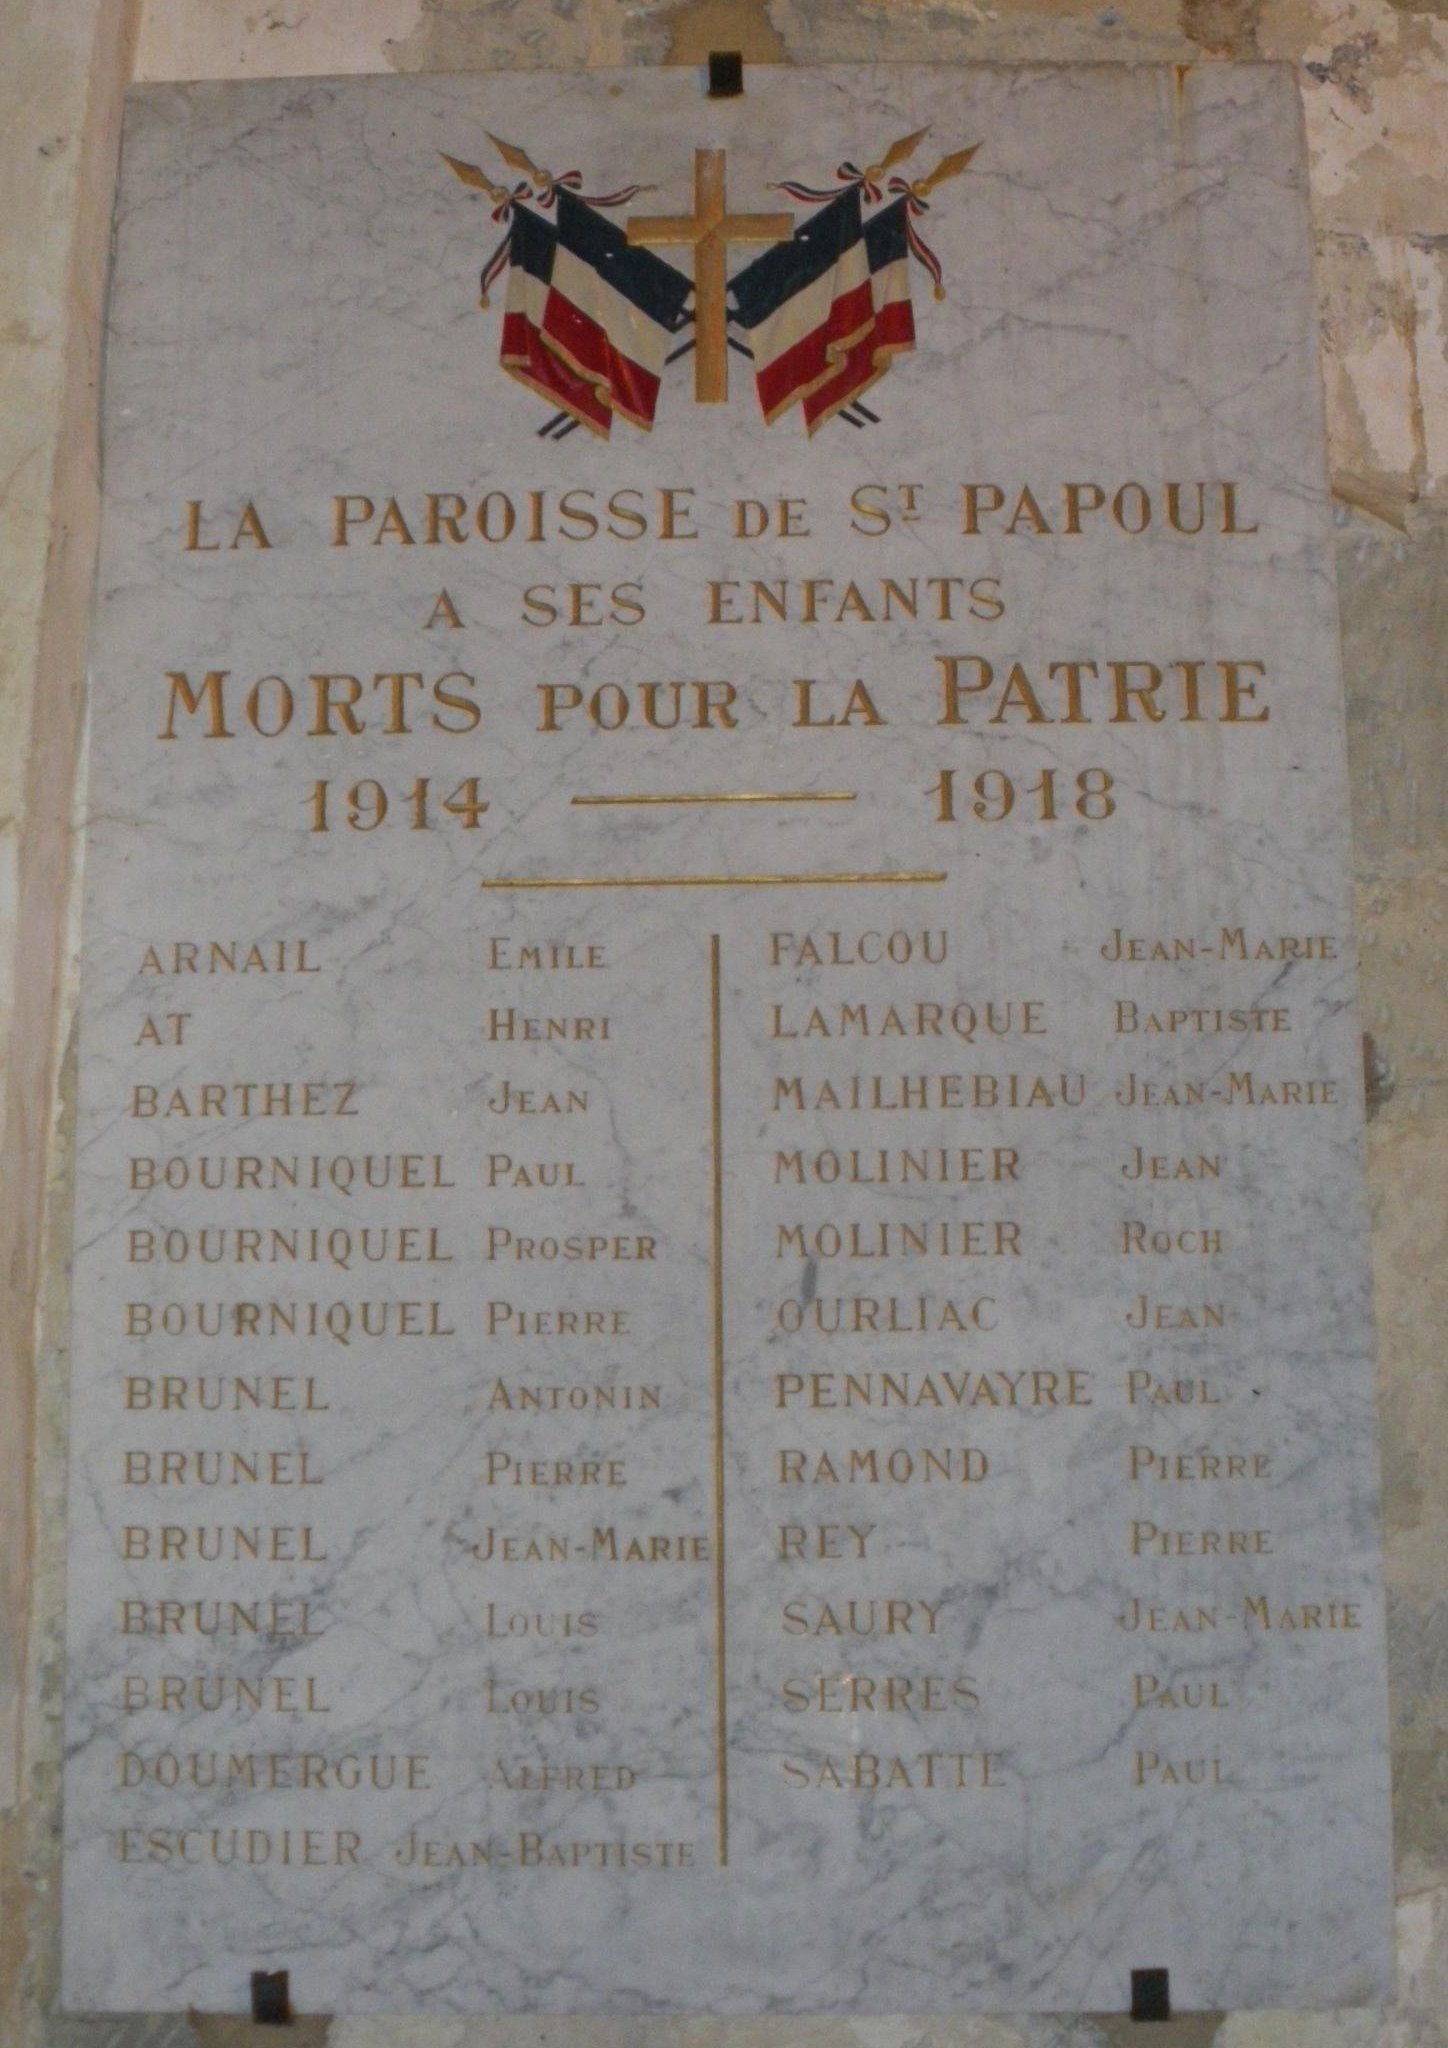 LA PAROISSE DE ST PAPOUL
A SES ENFANTS
MORTS POUR LA PATRIE
1914 — 1918
ARNAIL EMILE
AT HENRI
BARTHEZ JEAN
BOURNIQUEL PAUL
BOURNIQUEL PROSPER
BOURNIQUEL PIERRE
BRUNEL ANTONIN
BRUNEL PIERRE
BRUNEL JEAN-MARIE
BRUNEL LOUIS
BRUNEL LOUIS
DOUMERGUE ALFRED
ESCUDIER JEAN-BAPTISTE
FALCOU JEAN-MARIE
LAMARQUE BAPTISTE
MAILHEBIAU JEAN-MARIE
MOLINIER JEAN
MOLINIER ROCH
OURLIAC JEAN
PENNAVAYRE PAUL
RAMOND PIERRE
REY PIERRE
SAURY JEAN-MARIE
SERRES PAUL
SABATTE PAUL